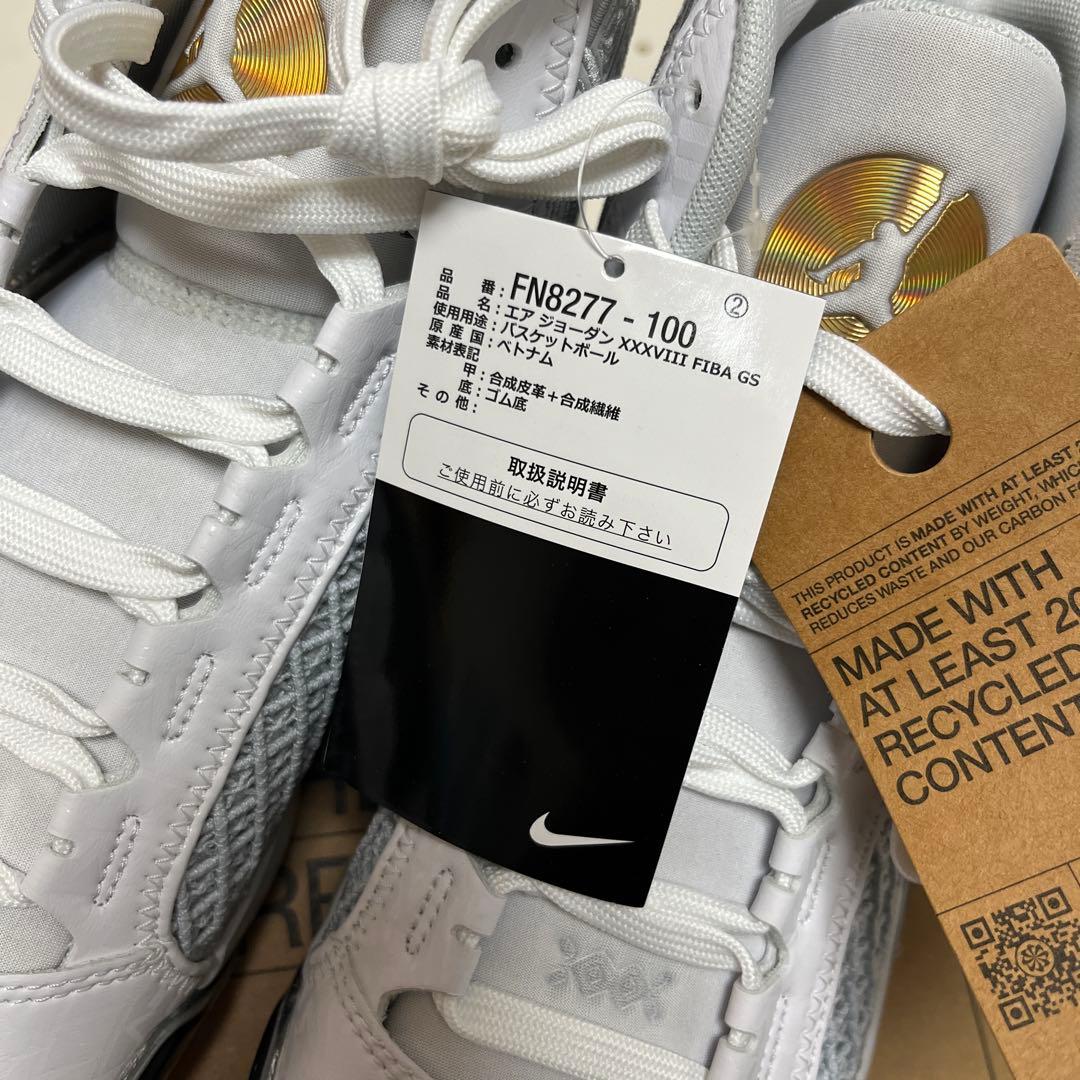 ②
品番：FN8277 - 100
品名：エア ジョーダン XXXVIII FIBA GS
使用用途：バスケットボール
原産国：ベトナム
素材表記
甲：合成皮革＋合成繊維
底：ゴム底
その他：
取扱説明書
ご使用前に必ずお読み下さい
THIS PRODUCT IS MADE WITH AT LEAST
RECYCLED CONTENT BY WEIGHT, WHICH
REDUCES WASTE AND OUR CARBON
MADE WITH
AT LEAST
RECYCLED
CONTENT